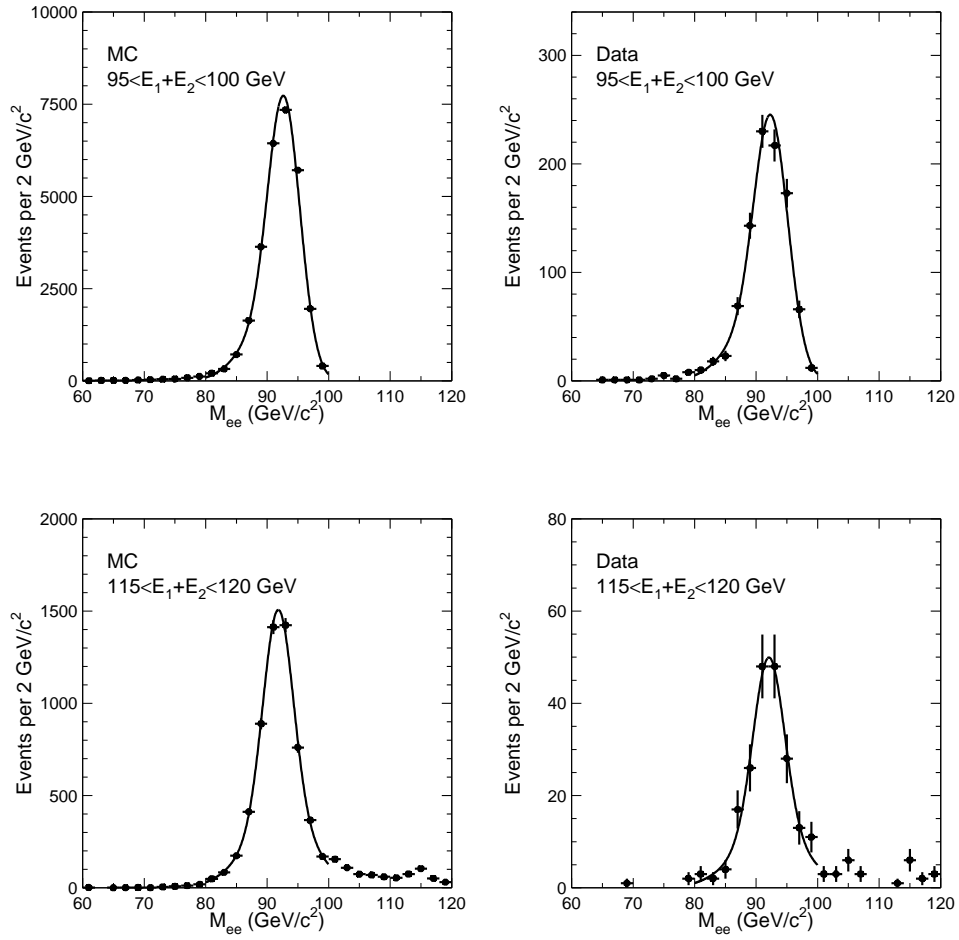 10000
7500
5000
2500
0
Events per 2 GeV/c²
MC
95<E₁+E₂<100 GeV
60 70 80 90 100 110 120
M_ee (GeV/c²)
300
200
100
0
Events per 2 GeV/c²
Data
95<E₁+E₂<100 GeV
60 70 80 90 100 110 120
M_ee (GeV/c²)
2000
1500
1000
500
0
Events per 2 GeV/c²
MC
115<E₁+E₂<120 GeV
60 70 80 90 100 110 120
M_ee (GeV/c²)
80
60
40
20
0
Events per 2 GeV/c²
Data
115<E₁+E₂<120 GeV
60 70 80 90 100 110 120
M_ee (GeV/c²)